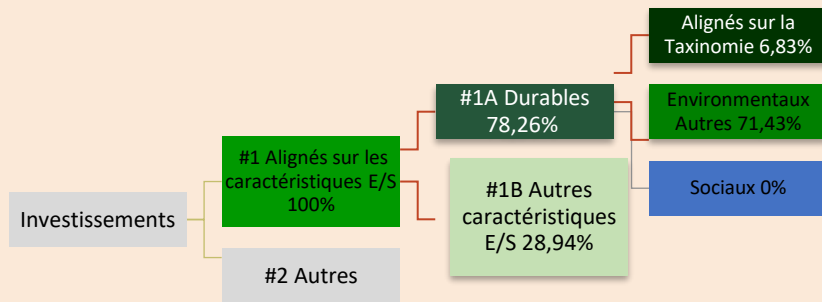 Investissements
#1 Alignés sur les
caractéristiques E/S
100%
#2 Autres
#1A Durables
78,26%
#1B Autres
caractéristiques
E/S 28,94%
Alignés sur la
Taxinomie 6,83%
Environmentaux
Autres 71,43%
Sociaux 0%